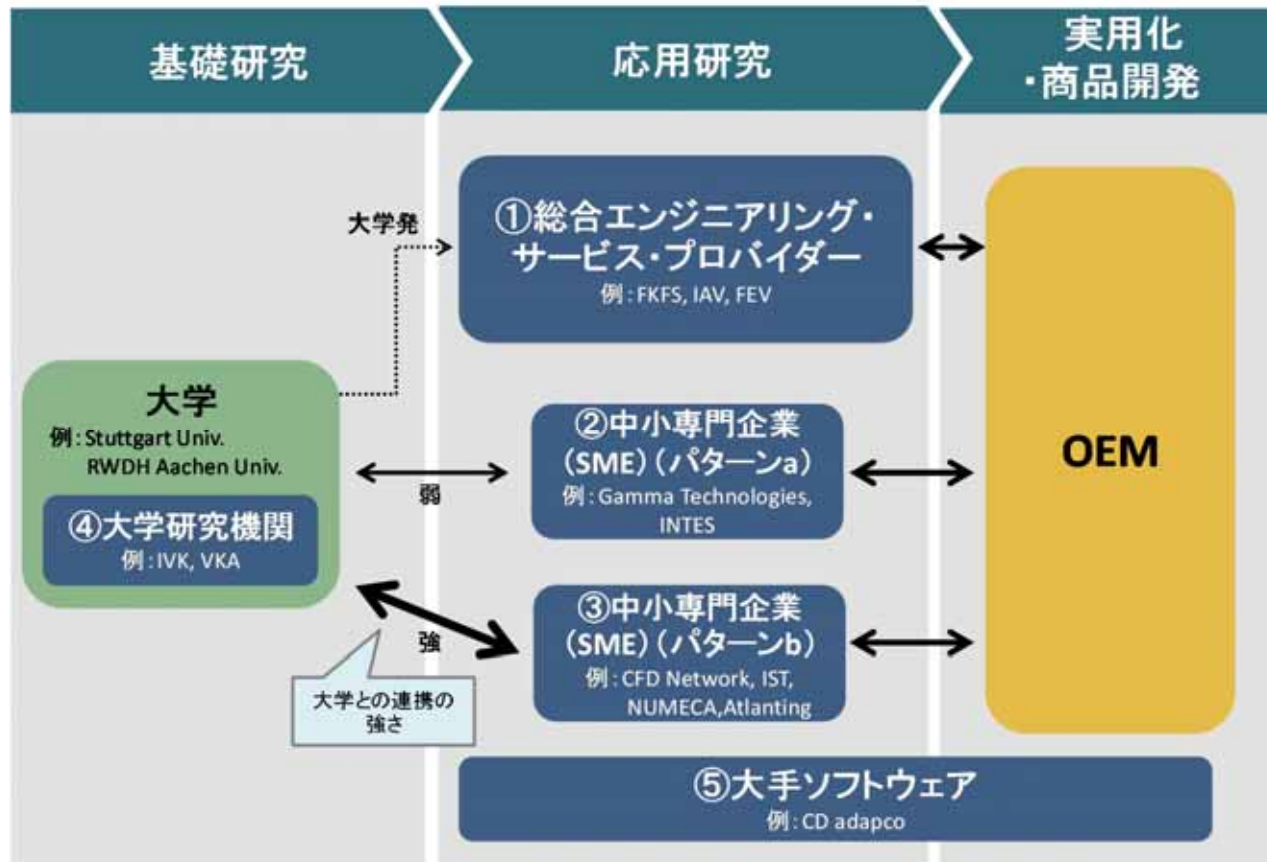 基礎研究
応用研究
実用化
・商品開発
大学発
①総合エンジニアリング・
サービス・プロバイダー
例：FKFS, IAV, FEV
大学
例：Stuttgart Univ.
RWDH Aachen Univ.
④大学研究機関
例：IVK, VKA
弱
②中小専門企業
（SME）（パターンa）
例：Gamma Technologies,
INTES
OEM
強
③中小専門企業
（SME）（パターンb）
例：CFD Network, IST,
NUMECA,Atlanting
大学との連携の
強さ
⑤大手ソフトウェア
例：CD adapco